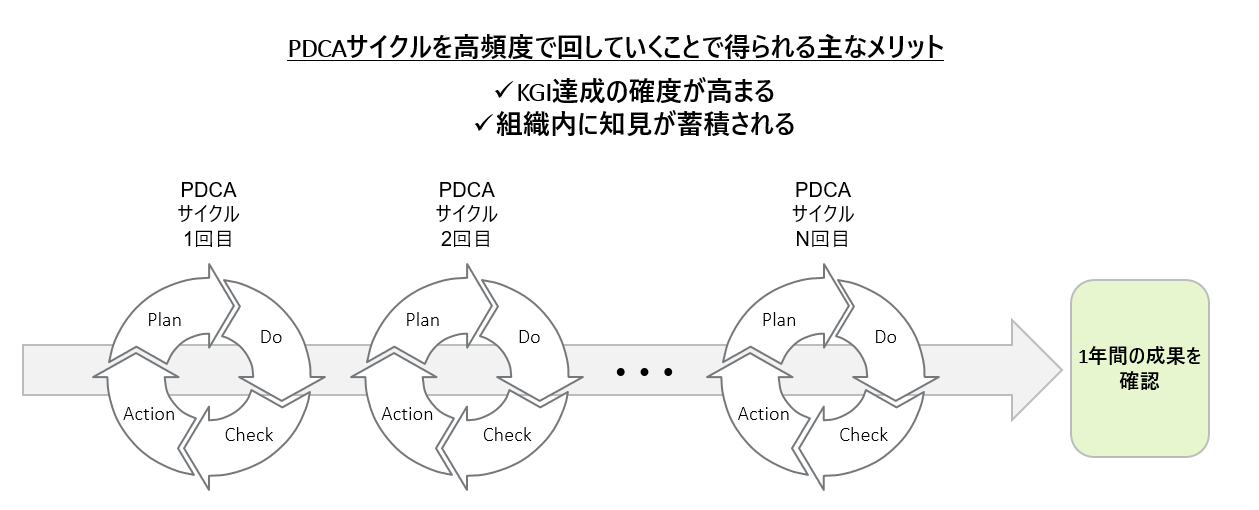 PDCAサイクルを高頻度で回していくことで得られる主なメリット
✓KGI達成の確度が高まる
✓組織内に知見が蓄積される
PDCA
サイクル
1回目
PDCA
サイクル
2回目
PDCA
サイクル
N回目
Plan
Do
Check
Action
Plan
Do
Check
Action
・・・
Plan
Do
Check
Action
1年間の成果を
確認